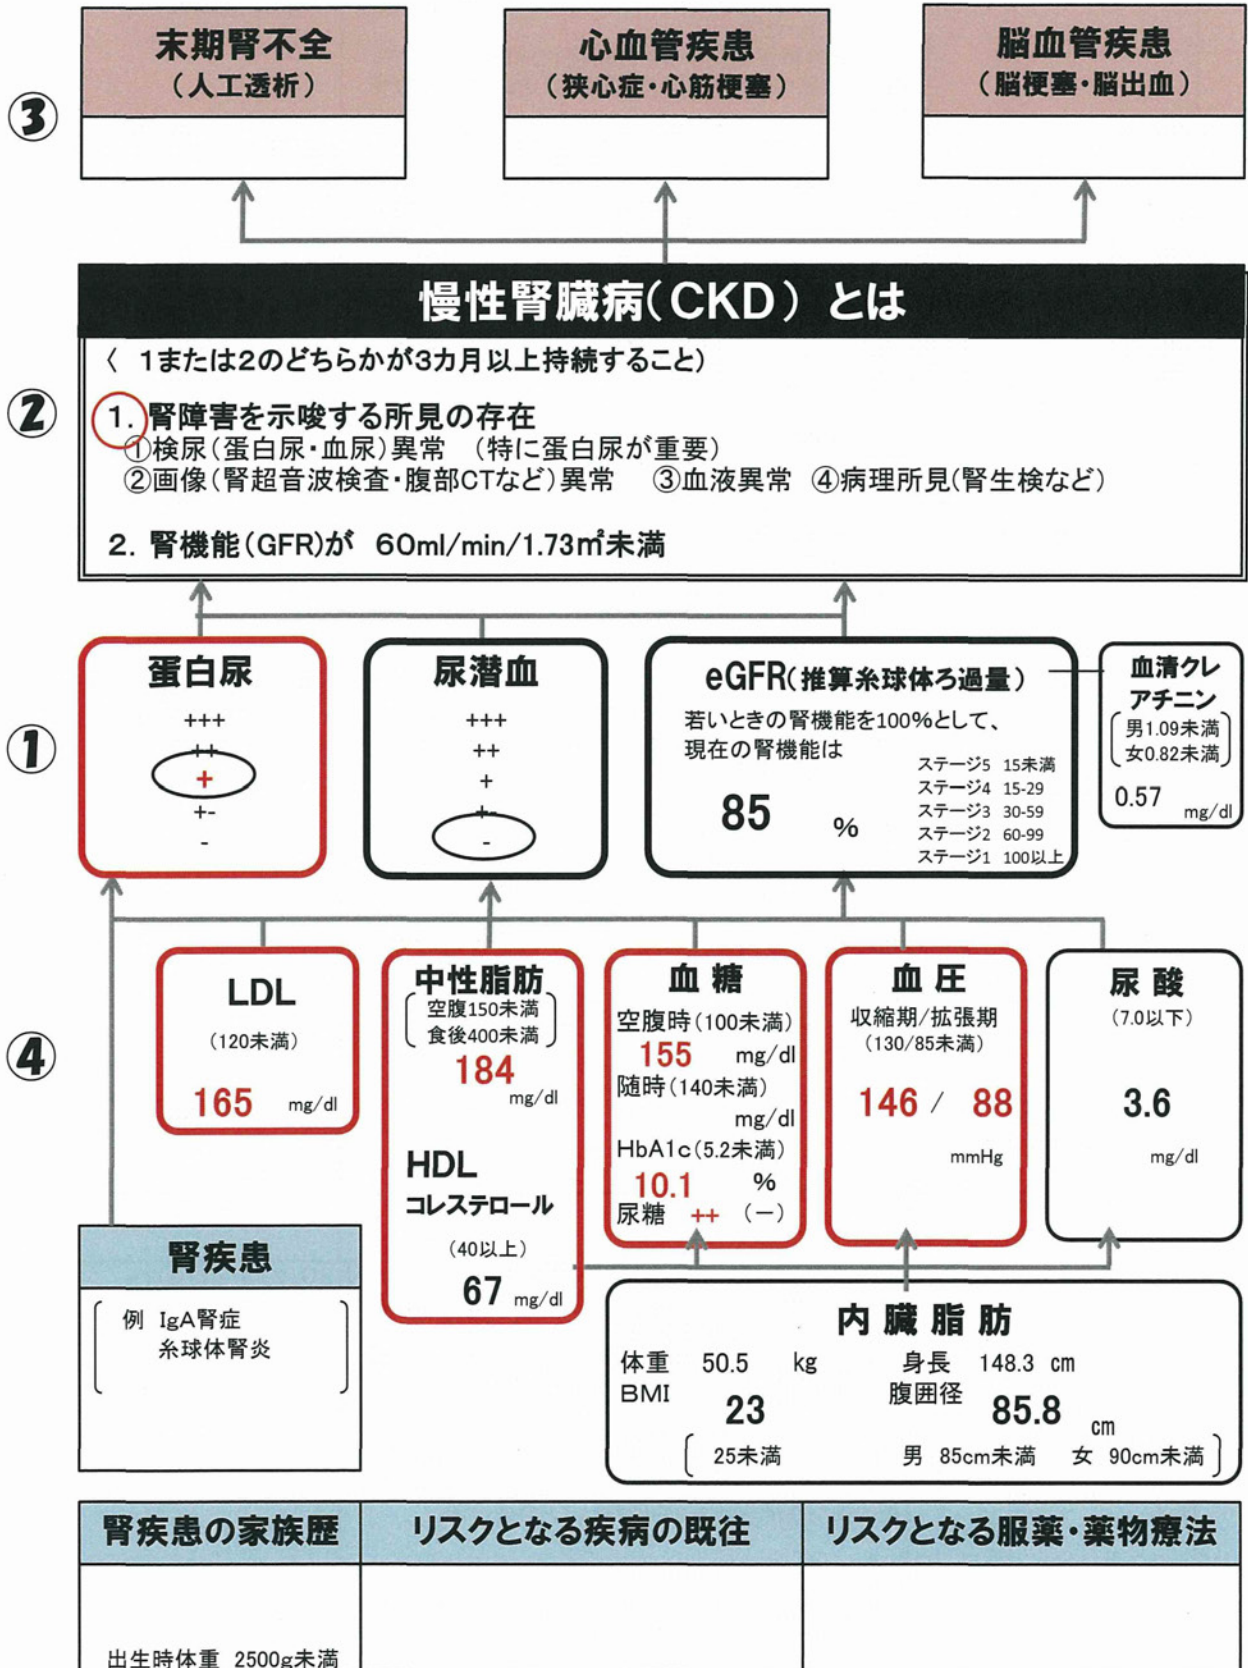 末期腎不全
（人工透析）
心血管疾患
（狭心症・心筋梗塞）
脳血管疾患
（脳梗塞・脳出血）
③
慢性腎臓病（CKD） とは
〈 1または2のどちらかが3カ月以上持続すること）
②
1. 腎障害を示唆する所見の存在
①検尿（蛋白尿・血尿）異常 （特に蛋白尿が重要）
②画像（腎超音波検査・腹部CTなど）異常 ③血液異常 ④病理所見（腎生検など）
2. 腎機能（GFR）が 60ml/min/1.73㎡未満
①
蛋白尿
+++
++
+
+-
-
尿潜血
+++
++
+
+-
-
eGFR（推算糸球体ろ過量）
若いときの腎機能を100%として、
現在の腎機能は
85 %
ステージ5 15未満
ステージ4 15-29
ステージ3 30-59
ステージ2 60-99
ステージ1 100以上
血清クレ
アチニン
男1.09未満
女0.82未満
0.57 mg/dl
④
LDL
（120未満）
165 mg/dl
中性脂肪
空腹150未満
食後400未満
184
mg/dl
HDL
コレステロール
（40以上）
67 mg/dl
血糖
空腹時（100未満）
155 mg/dl
随時（140未満）
mg/dl
HbA1c（5.2未満）
10.1 %
尿糖 ++ （－）
血圧
収縮期/拡張期
（130/85未満）
146 / 88
mmHg
尿酸
（7.0以下）
3.6
mg/dl
腎疾患
例 IgA腎症
糸球体腎炎
内臓脂肪
体重 50.5 kg 身長 148.3 cm
BMI 23 腹囲径 85.8 cm
25未満 男 85cm未満 女 90cm未満
腎疾患の家族歴
リスクとなる疾病の既往
リスクとなる服薬・薬物療法
出生時体重 2500g未満